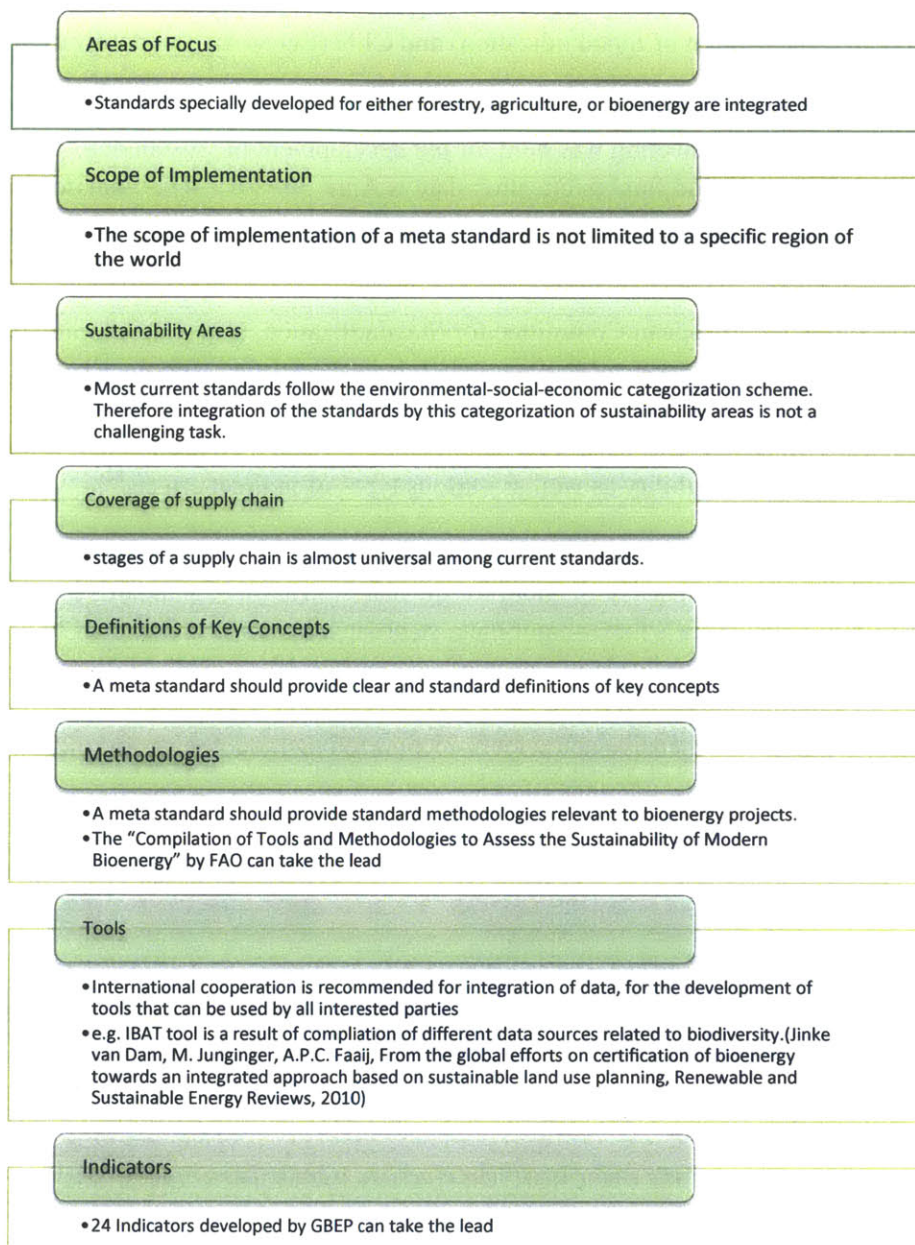 Areas of Focus
•Standards specially developed for either forestry, agriculture, or bioenergy are integrated
Scope of Implementation
•The scope of implementation of a meta standard is not limited to a specific region of
the world
Sustainability Areas
•Most current standards follow the environmental-social-economic categorization scheme.
Therefore integration of the standards by this categorization of sustainability areas is not a
challenging task.
Coverage of supply chain
•stages of a supply chain is almost universal among current standards.
Definitions of Key Concepts
•A meta standard should provide clear and standard definitions of key concepts
Methodologies
•A meta standard should provide standard methodologies relevant to bioenergy projects.
•The "Compilation of Tools and Methodologies to Assess the Sustainability of Modern
Bioenergy" by FAO can take the lead
Tools
•International cooperation is recommended for integration of data, for the development of
tools that can be used by all interested parties
•e.g. IBAT tool is a result of compliation of different data sources related to biodiversity.(Jinke
van Dam, M. Junginger, A.P.C. Faaij, From the global efforts on certification of bioenergy
towards an integrated approach based on sustainable land use planning, Renewable and
Sustainable Energy Reviews, 2010)
Indicators
•24 Indicators developed by GBEP can take the lead